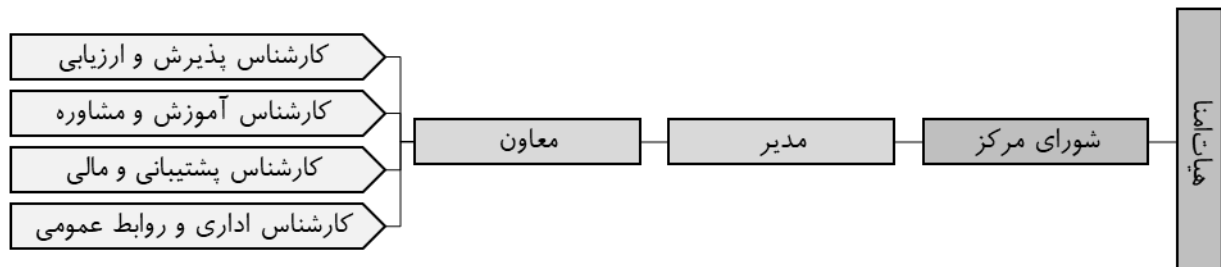 هیات‌امنا
شورای مرکز
مدیر
معاون
کارشناس پذیرش و ارزیابی
کارشناس آموزش و مشاوره
کارشناس پشتیبانی و مالی
کارشناس اداری و روابط عمومی